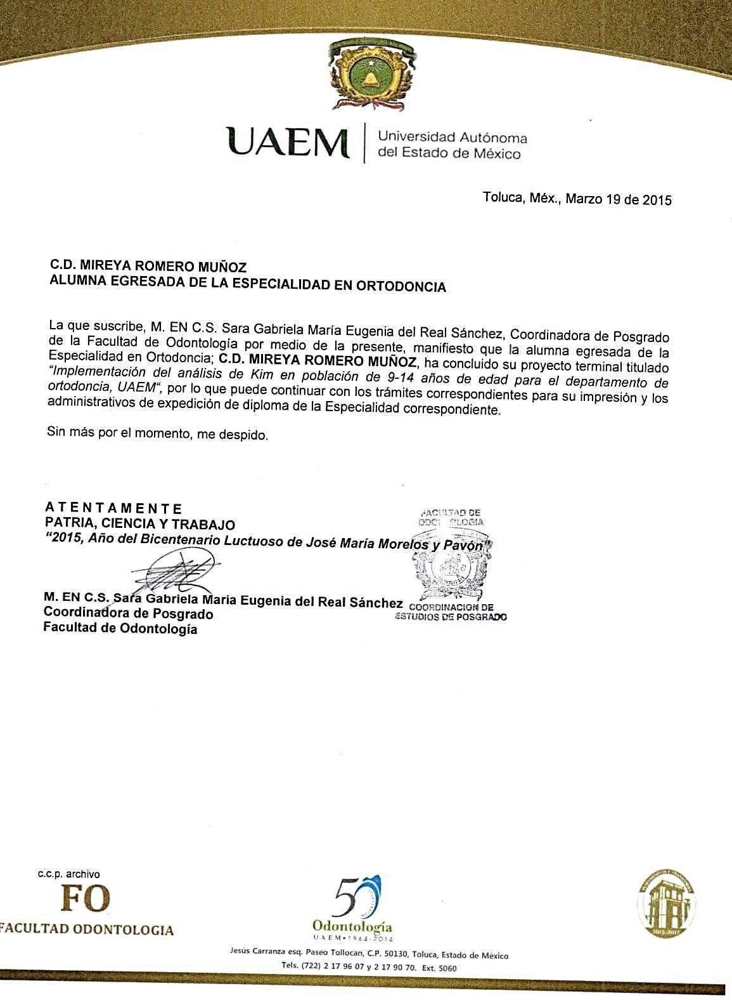 UAEM
Universidad Autónoma
del Estado de México
Toluca, Méx., Marzo 19 de 2015
C.D. MIREYA ROMERO MUÑOZ
ALUMNA EGRESADA DE LA ESPECIALIDAD EN ORTODONCIA
La que suscribe, M. EN C.S. Sara Gabriela María Eugenia del Real Sánchez, Coordinadora de Posgrado
de la Facultad de Odontología por medio de la presente, manifiesto que la alumna egresada de la
Especialidad en Ortodoncia; C.D. MIREYA ROMERO MUÑOZ, ha concluido su proyecto terminal titulado
“Implementación del análisis de Kim en población de 9-14 años de edad para el departamento de
ortodoncia, UAEM“, por lo que puede continuar con los trámites correspondientes para su impresión y los
administrativos de expedición de diploma de la Especialidad correspondiente.
Sin más por el momento, me despido.
A T E N T A M E N T E
PATRIA, CIENCIA Y TRABAJO
“2015, Año del Bicentenario Luctuoso de José María Morelos y Pavón”
FACULTAD DE
ODONTOLOGIA
COORDINACION DE
ESTUDIOS DE POSGRADO
M. EN C.S. Sara Gabriela María Eugenia del Real Sánchez
Coordinadora de Posgrado
Facultad de Odontología
c.c.p. archivo
FO
FACULTAD ODONTOLOGIA
50
Odontología
UAEM•1964-2014
Jesús Carranza esq. Paseo Tollocan, C.P. 50130, Toluca, Estado de México
Tels. (722) 2 17 96 07 y 2 17 90 70. Ext. 5060